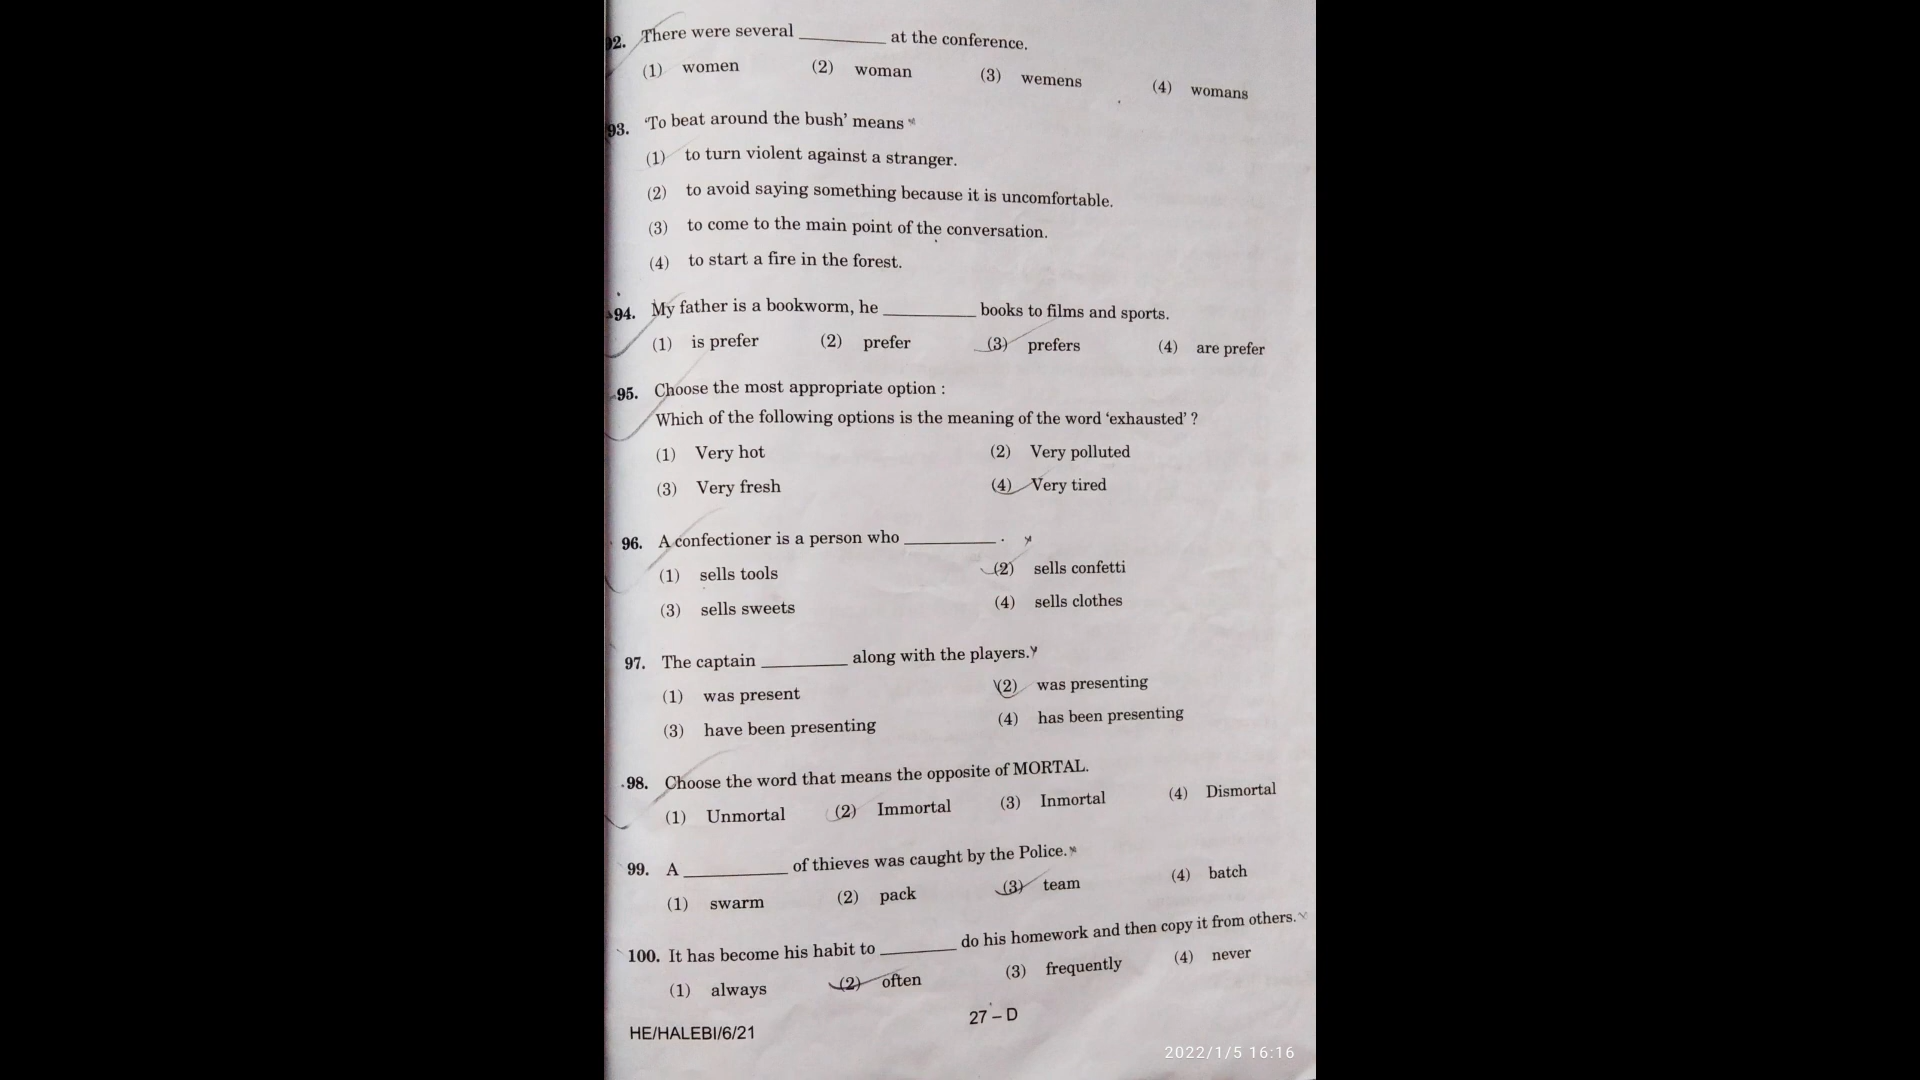 92. There were several ________ at the conference.
(1) women (2) woman (3) wemens (4) womans
93. 'To beat around the bush' means
(1) to turn violent against a stranger.
(2) to avoid saying something because it is uncomfortable.
(3) to come to the main point of the conversation.
(4) to start a fire in the forest.
94. My father is a bookworm, he ________ books to films and sports.
(1) is prefer (2) prefer (3) prefers (4) are prefer
95. Choose the most appropriate option :
Which of the following options is the meaning of the word 'exhausted' ?
(1) Very hot (2) Very polluted
(3) Very fresh (4) Very tired
96. A confectioner is a person who ________ .
(1) sells tools (2) sells confetti
(3) sells sweets (4) sells clothes
97. The captain ________ along with the players.
(1) was present (2) was presenting
(3) have been presenting (4) has been presenting
98. Choose the word that means the opposite of MORTAL.
(1) Unmortal (2) Immortal (3) Inmortal (4) Dismortal
99. A ________ of thieves was caught by the Police.
(1) swarm (2) pack (3) team (4) batch
100. It has become his habit to ________ do his homework and then copy it from others.
(1) always (2) often (3) frequently (4) never
27 – D
HE/HALEBI/6/21
2022/1/5 16:16